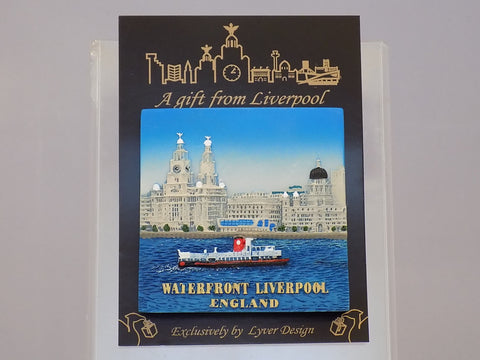 A gift from Liverpool
WATERFRONT LIVERPOOL
ENGLAND
Exclusively by Lyver Design